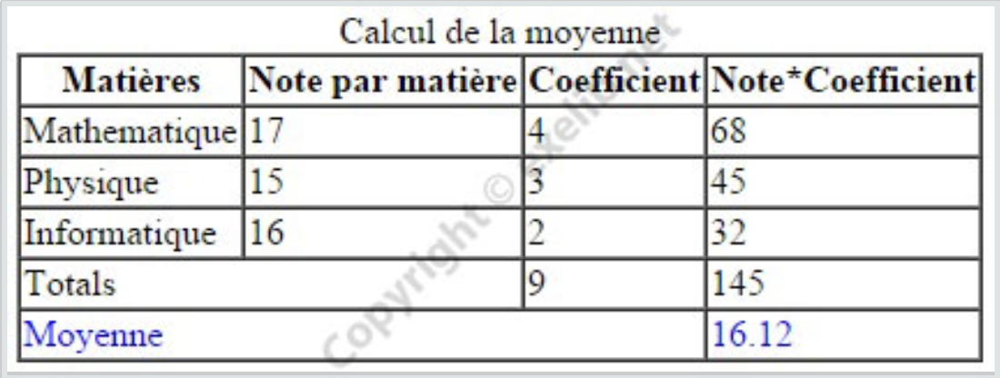 Calcul de la moyenne
Matières Note par matière Coefficient Note*Coefficient
Mathematique 17 4 68
Physique 15 3 45
Informatique 16 2 32
Totals 9 145
Moyenne 16.12
Copyright © exelib.net